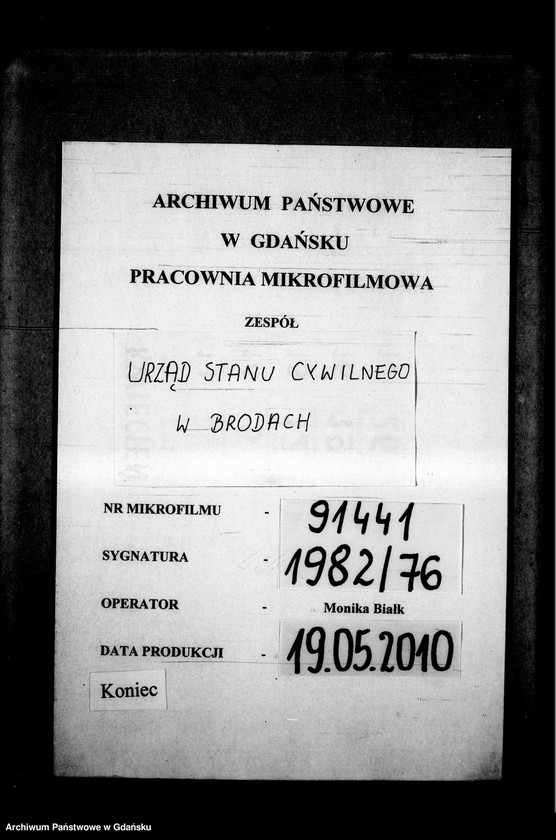 ARCHIWUM PAŃSTWOWE
W GDAŃSKU
PRACOWNIA MIKROFILMOWA
ZESPÓŁ
URZĄD STANU CYWILNEGO
W BRODACH
NR MIKROFILMU - 91441
SYGNATURA - 1982/76
OPERATOR - Monika Białk
DATA PRODUKCJI - 19.05.2010
Koniec
Archiwum Państwowe w Gdańsku